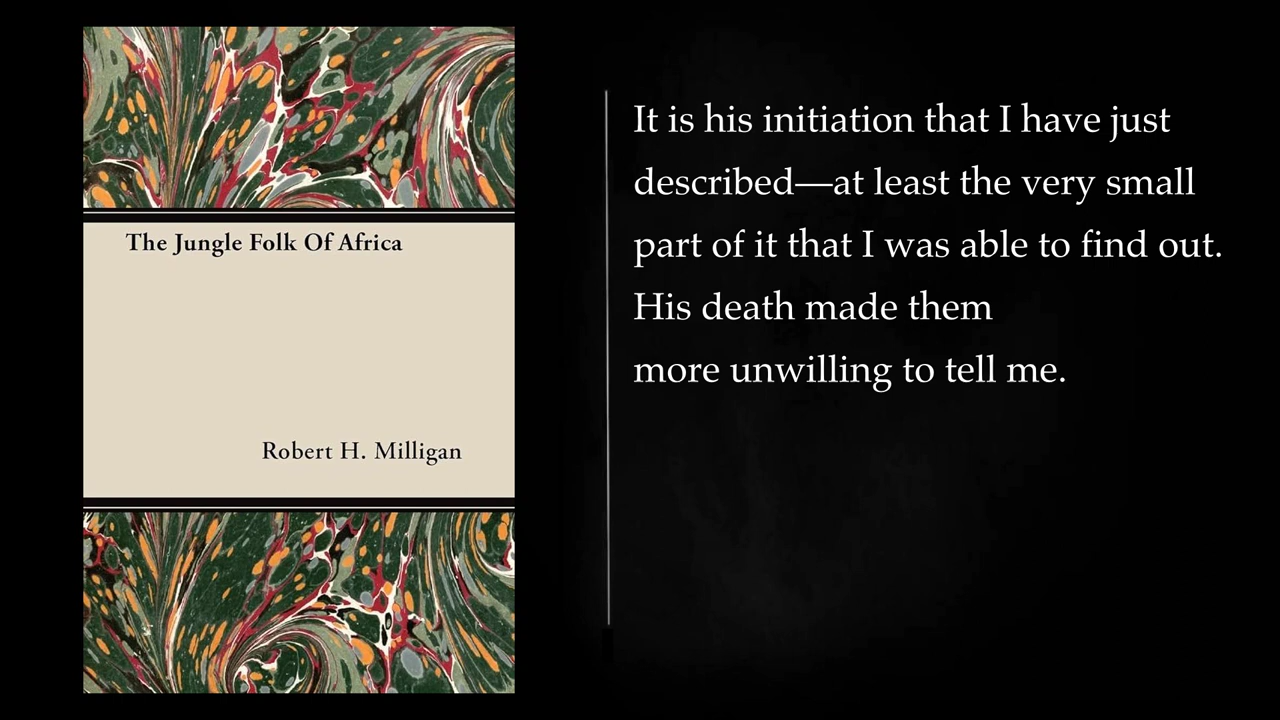 The Jungle Folk Of Africa
Robert H. Milligan
It is his initiation that I have just
described—at least the very small
part of it that I was able to find out.
His death made them
more unwilling to tell me.